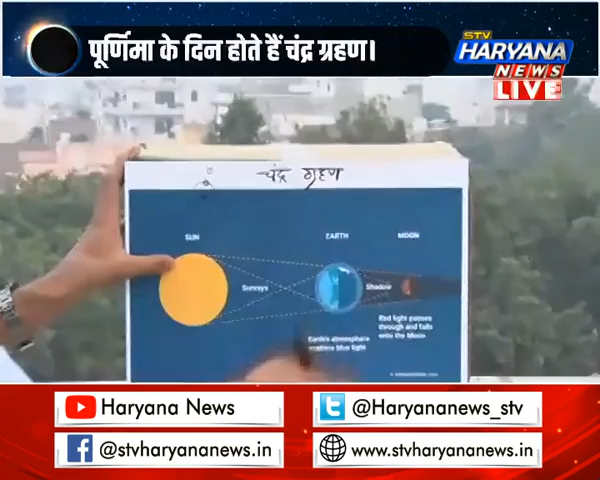 पूर्णिमा के दिन होते हैं चंद्र ग्रहण।
STV
HARYANA
NEWS
LIVE
चंद्र ग्रहण
SUN
EARTH
MOON
Sunrays
Shadow
Red light passes
through and falls
onto the Moon
Earth's atmosphere
scatters blue light
Haryana News
@Haryananews_stv
@stvharyananews.in
www.stvharyananews.in